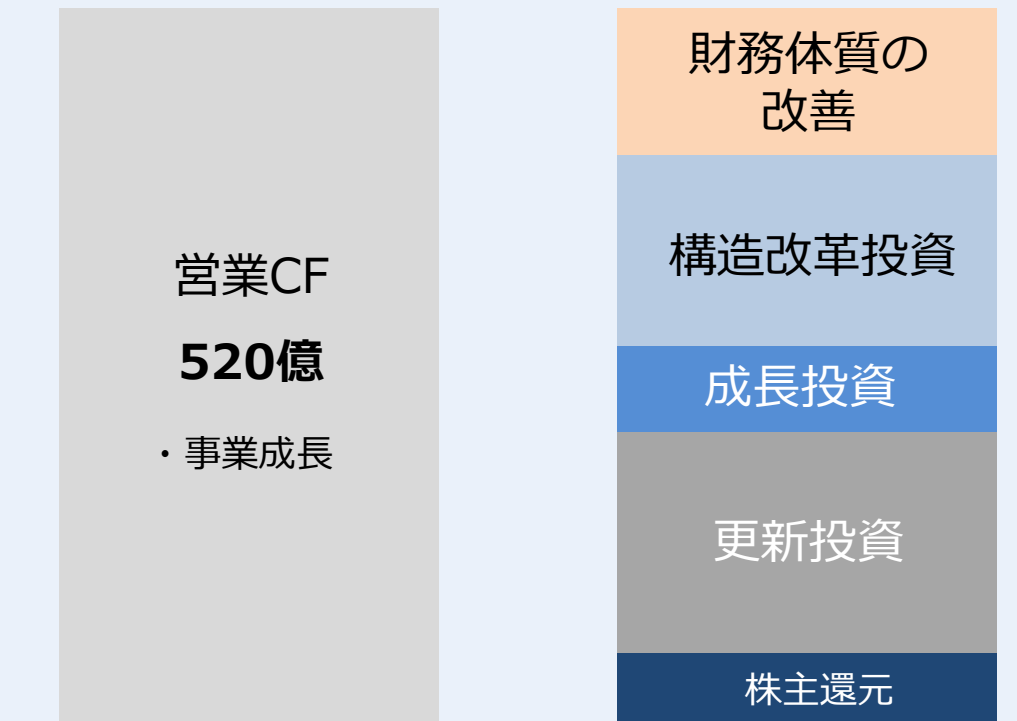 営業CF
520億
・事業成長
財務体質の
改善
構造改革投資
成長投資
更新投資
株主還元